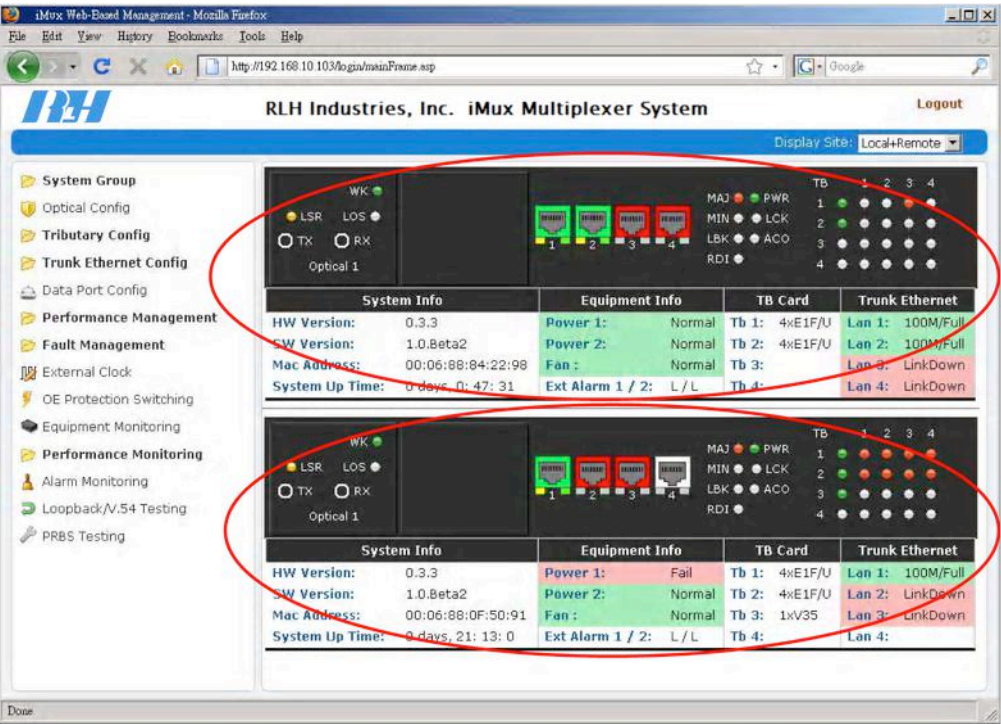 iMux Web-Based Management - Mozilla Firefox
File Edit View History Bookmarks Tools Help
http://192.168.10.103/login/mainFrame.asp
Google
RLH
RLH Industries, Inc. iMux Multiplexer System
Logout
Display Site: Local+Remote
System Group
Optical Config
Tributary Config
Trunk Ethernet Config
Data Port Config
Performance Management
Fault Management
External Clock
OE Protection Switching
Equipment Monitoring
Performance Monitoring
Alarm Monitoring
Loopback/V.54 Testing
PRBS Testing
WK
LSR LOS
TX RX
Optical 1
1 2 3 4
MAJ PWR
MIN LCK
LBK ACO
RDI
TB 1 2 3 4
1
2
3
4
System Info Equipment Info TB Card Trunk Ethernet
HW Version: 0.3.3 Power 1: Normal Tb 1: 4xE1F/U Lan 1: 100M/Full
SW Version: 1.0.Beta2 Power 2: Normal Tb 2: 4xE1F/U Lan 2: 100M/Full
Mac Address: 00:06:88:84:22:98 Fan : Normal Tb 3: Lan 3: LinkDown
System Up Time: 0 days, 0: 47: 31 Ext Alarm 1 / 2: L / L Tb 4: Lan 4: LinkDown
WK
LSR LOS
TX RX
Optical 1
1 2 3 4
MAJ PWR
MIN LCK
LBK ACO
RDI
TB 1 2 3 4
1
2
3
4
System Info Equipment Info TB Card Trunk Ethernet
HW Version: 0.3.3 Power 1: Fail Tb 1: 4xE1F/U Lan 1: 100M/Full
SW Version: 1.0.Beta2 Power 2: Normal Tb 2: 4xE1F/U Lan 2: LinkDown
Mac Address: 00:06:88:0F:50:91 Fan : Normal Tb 3: 1xV35 Lan 3: LinkDown
System Up Time: 0 days, 21: 13: 0 Ext Alarm 1 / 2: L / L Tb 4: Lan 4:
Done